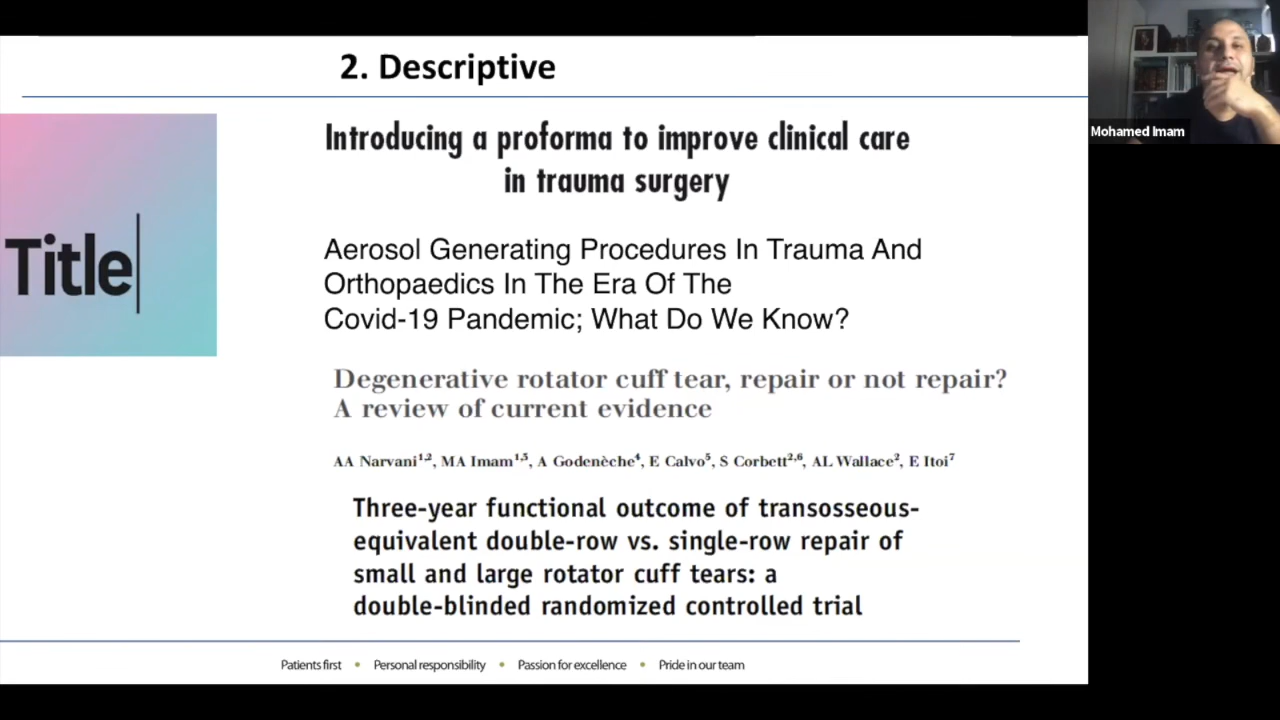 2. Descriptive
Title
Introducing a proforma to improve clinical care
in trauma surgery
Aerosol Generating Procedures In Trauma And
Orthopaedics In The Era Of The
Covid-19 Pandemic; What Do We Know?
Degenerative rotator cuff tear, repair or not repair?
A review of current evidence
AA Narvani1,2, MA Imam1,3, A Godenèche4, E Calvo5, S Corbett2,6, AL Wallace2, E Itoi7
Three-year functional outcome of transosseous-
equivalent double-row vs. single-row repair of
small and large rotator cuff tears: a
double-blinded randomized controlled trial
Patients first • Personal responsibility • Passion for excellence • Pride in our team
Mohamed Imam